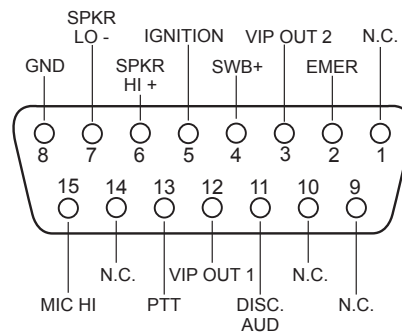 SPKR
LO -
IGNITION
VIP OUT 2
N.C.
GND
SPKR
HI +
SWB+
EMER
8 7 6 5 4 3 2 1
15 14 13 12 11 10 9
N.C.
VIP OUT 1
N.C.
MIC HI
PTT
DISC.
AUD
N.C.